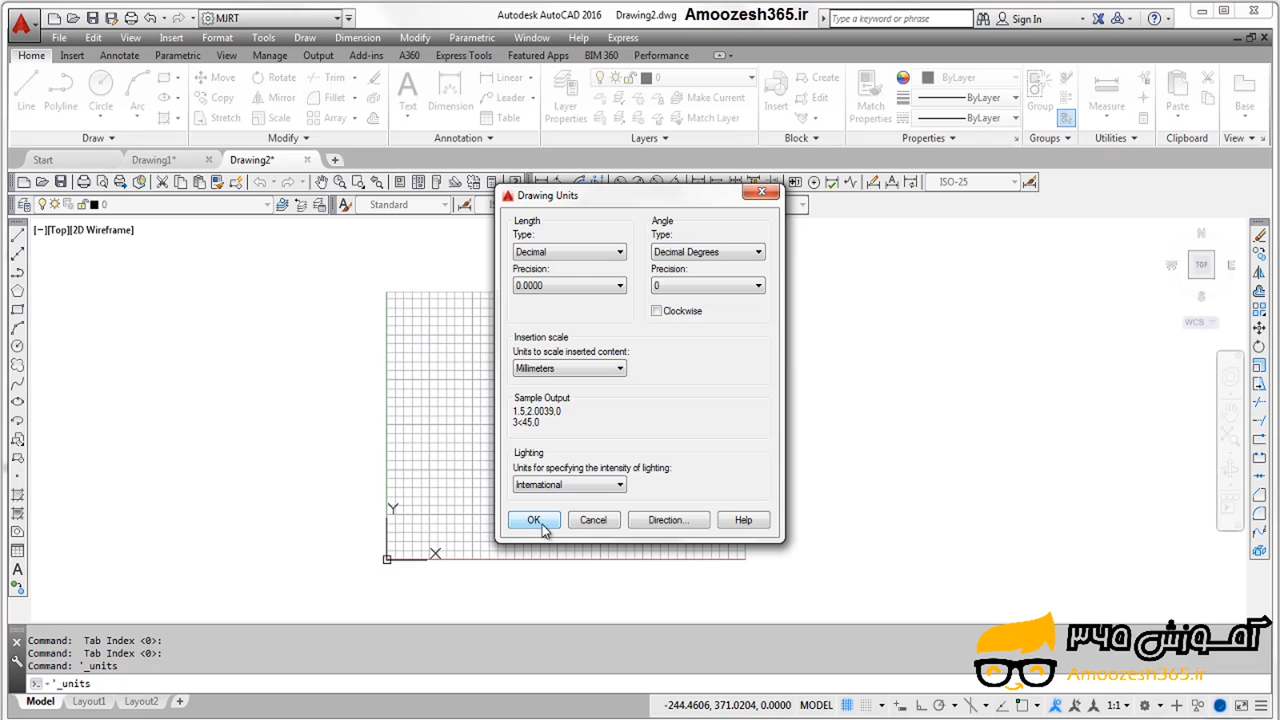 MJRT
Autodesk AutoCAD 2016 Drawing2.dwg
Amoozesh365.ir
Type a keyword or phrase
Sign In
File Edit View Insert Format Tools Draw Dimension Modify Parametric Window Help Express
Home Insert Annotate Parametric View Manage Output Add-ins A360 Express Tools Featured Apps BIM 360 Performance
Line Polyline Circle Arc
Move Rotate Trim
Copy Mirror Fillet
Stretch Scale Array
Text Dimension
Linear
Leader
Table
Layer Properties
0
Make Current
Match Layer
Insert
Create
Edit
Match Properties
ByLayer
ByLayer
ByLayer
Group
Measure
Paste
Base
Draw Modify Annotation Layers Block Properties Groups Utilities Clipboard View
Start Drawing1* Drawing2*
ISO-25
0
Standard
[−][Top][2D Wireframe]
N
W TOP E
S
WCS
Y
X
Drawing Units
Length
Type:
Decimal
Precision:
0.0000
Angle
Type:
Decimal Degrees
Precision:
0
Clockwise
Insertion scale
Units to scale inserted content:
Millimeters
Sample Output
1.5,2.0039,0
3<45,0
Lighting
Units for specifying the intensity of lighting:
International
OK Cancel Direction... Help
Command: Tab Index <0>:
Command: Tab Index <0>:
Command: '_units
'_units
Model Layout1 Layout2 +
-244.4606, 371.0204, 0.0000 MODEL
1:1
آموزش ۳۶۵
Amoozesh365.ir